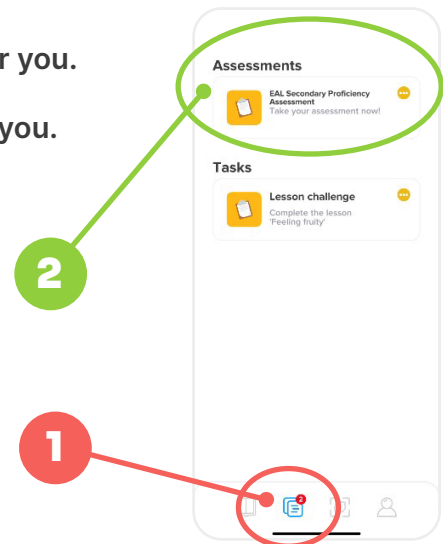 r you.
you.
Assessments
EAL Secondary Proficiency
Assessment
Take your assessment now!
Tasks
Lesson challenge
Complete the lesson
'Feeling fruity'
2
1
2